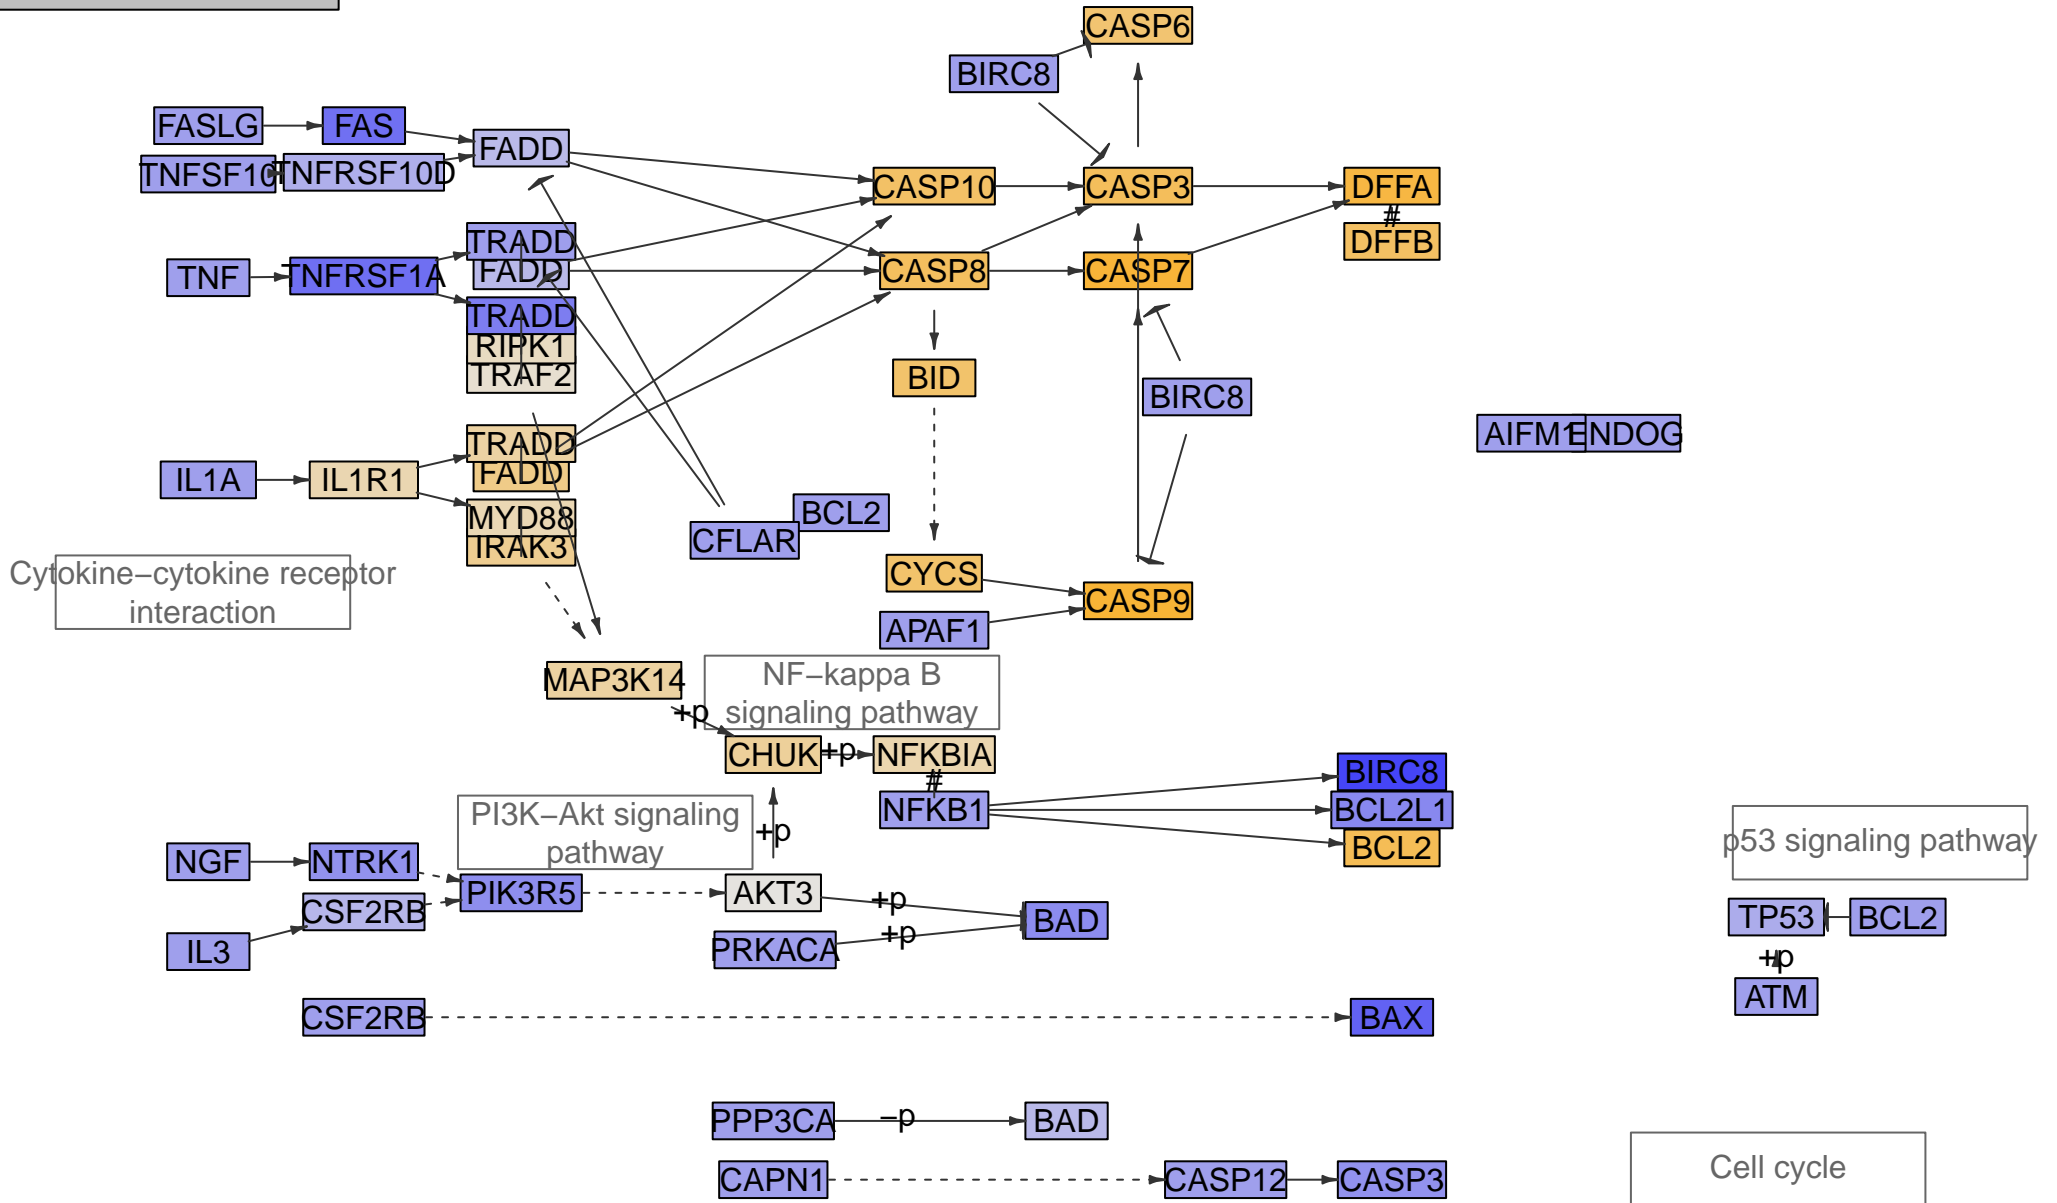 CASP6
BIRC8
FASLG
FAS
FADD
TNFSF10
TNFRSF10D
CASP10
CASP3
DFFA
#
DFFB
TRADD
FADD
TNF
TNFRSF1A
CASP8
CASP7
TRADD
RIPK1
TRAF2
BID
BIRC8
TRADD
FADD
AIFM1
ENDOG
IL1A
IL1R1
MYD88
IRAK3
BCL2
CFLAR
Cytokine−cytokine receptor
interaction
CYCS
CASP9
APAF1
MAP3K14
NF−kappa B
signaling pathway
+p
CHUK
+p
NFKBIA
#
BIRC8
NFKB1
BCL2L1
BCL2
PI3K−Akt signaling
pathway
+p
p53 signaling pathway
NGF
NTRK1
PIK3R5
AKT3
+p
CSF2RB
BAD
TP53
BCL2
IL3
PRKACA
+p
+p
ATM
CSF2RB
BAX
PPP3CA
−p
BAD
CAPN1
CASP12
CASP3
Cell cycle